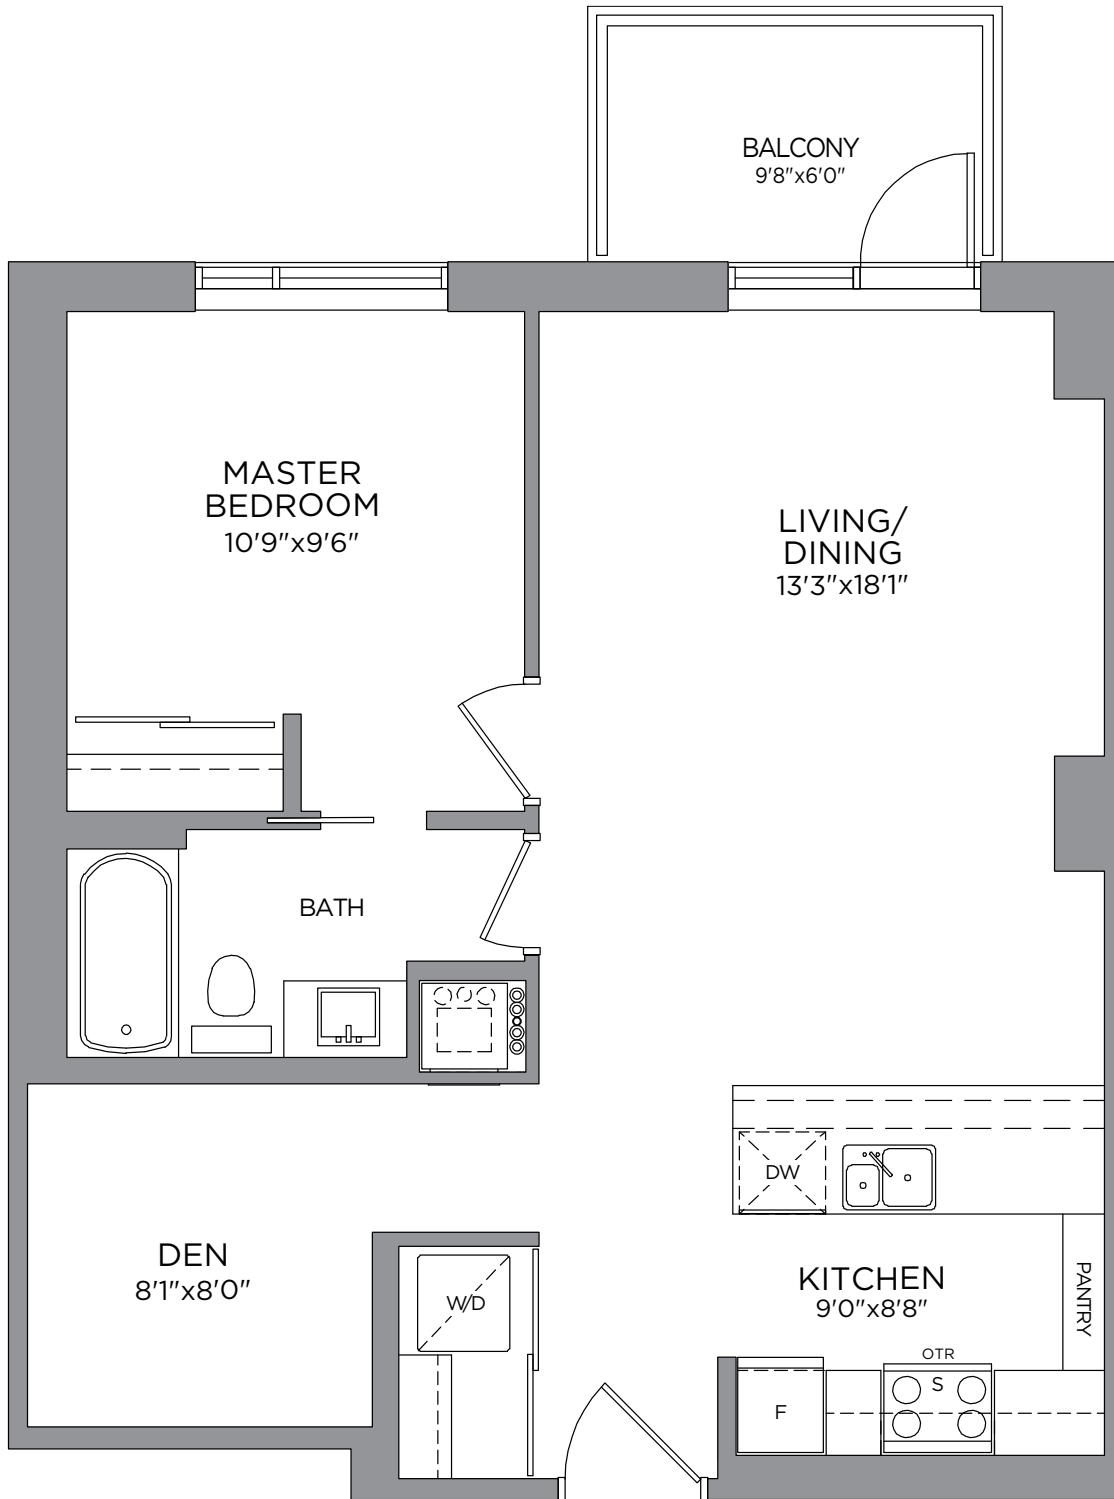 BALCONY
9'8"x6'0"
MASTER
BEDROOM
10'9"x9'6"
LIVING/
DINING
13'3"x18'1"
BATH
DW
DEN
8'1"x8'0"
W/D
KITCHEN
9'0"x8'8"
PANTRY
OTR
S
F